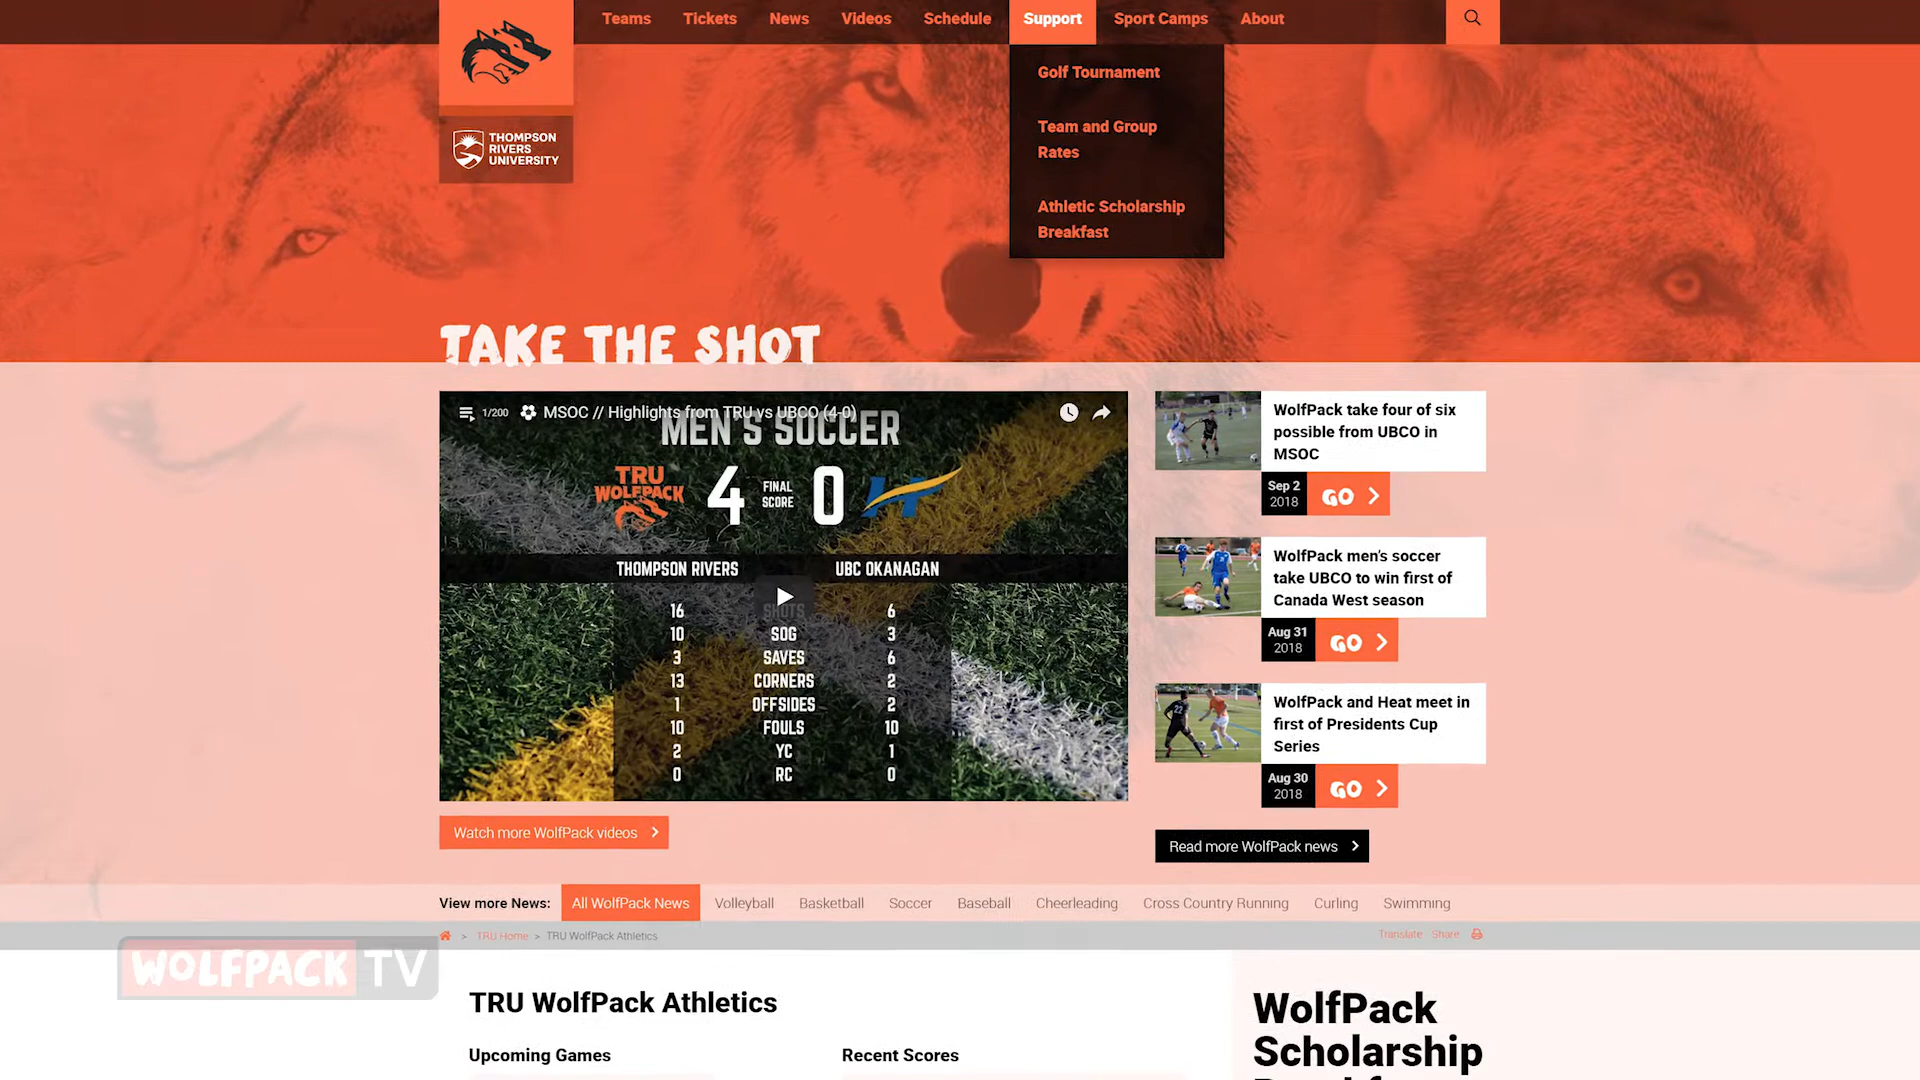 Teams Tickets News Videos Schedule Support Sport Camps About
THOMPSON
RIVERS
UNIVERSITY
Golf Tournament
Team and Group
Rates
Athletic Scholarship
Breakfast
TAKE THE SHOT
1/200 MSOC // Highlights from TRU vs UBCO (4-0)
MEN'S SOCCER
TRU
WOLFPACK
4 FINAL SCORE 0
THOMPSON RIVERS UBC OKANAGAN
16 SHOTS 6
10 SOG 3
3 SAVES 6
13 CORNERS 2
1 OFFSIDES 2
10 FOULS 10
2 YC 1
0 RC 0
Watch more WolfPack videos
WolfPack take four of six
possible from UBCO in
MSOC
Sep 2
2018
GO
WolfPack men's soccer
take UBCO to win first of
Canada West season
Aug 31
2018
GO
WolfPack and Heat meet in
first of Presidents Cup
Series
Aug 30
2018
GO
Read more WolfPack news
View more News: All WolfPack News Volleyball Basketball Soccer Baseball Cheerleading Cross Country Running Curling Swimming
> TRU Home > TRU WolfPack Athletics
Translate Share
WOLFPACK TV
TRU WolfPack Athletics
Upcoming Games
Recent Scores
WolfPack
Scholarship